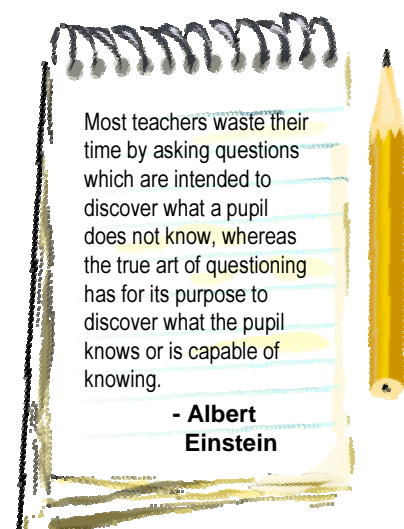 Most teachers waste their
time by asking questions
which are intended to
discover what a pupil
does not know, whereas
the true art of questioning
has for its purpose to
discover what the pupil
knows or is capable of
knowing.
- Albert
Einstein